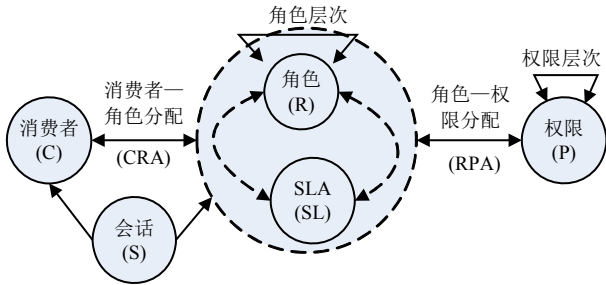 角色层次
角色
(R)
权限层次
消费者—
角色分配
(CRA)
消费者
(C)
角色—权
限分配
(RPA)
权限
(P)
SLA
(SL)
会话
(S)